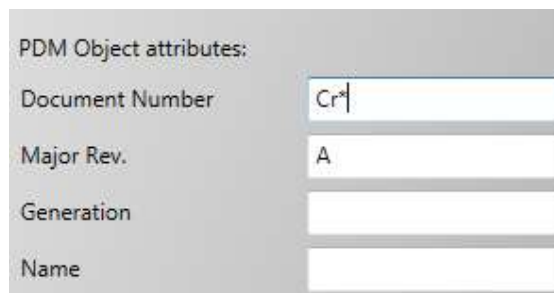 PDM Object attributes:
Document Number Cr*
Major Rev. A
Generation
Name